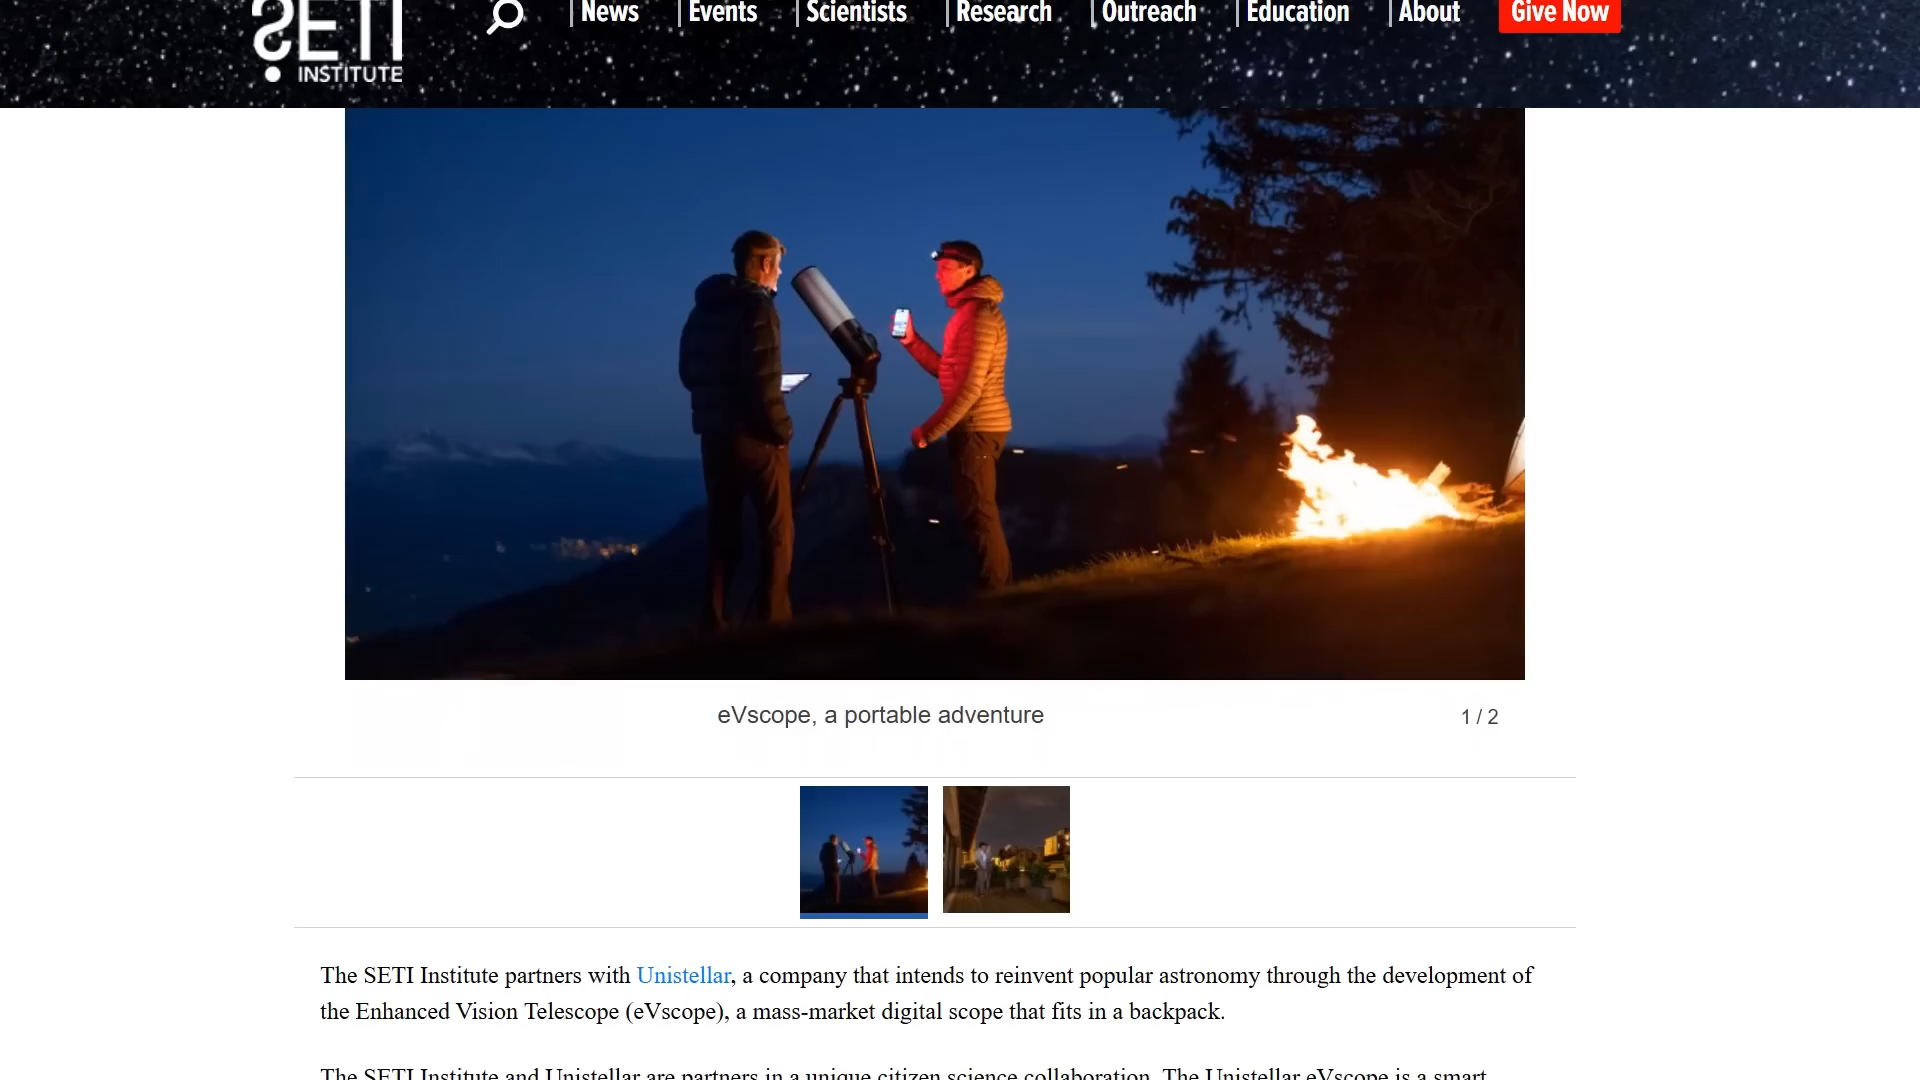 SETI
INSTITUTE
News
Events
Scientists
Research
Outreach
Education
About
Give Now
eVscope, a portable adventure
1 / 2
The SETI Institute partners with Unistellar, a company that intends to reinvent popular astronomy through the development of
the Enhanced Vision Telescope (eVscope), a mass-market digital scope that fits in a backpack.
The SETI Institute and Unistellar are partners in a unique citizen science collaboration. The Unistellar eVscope is a smart